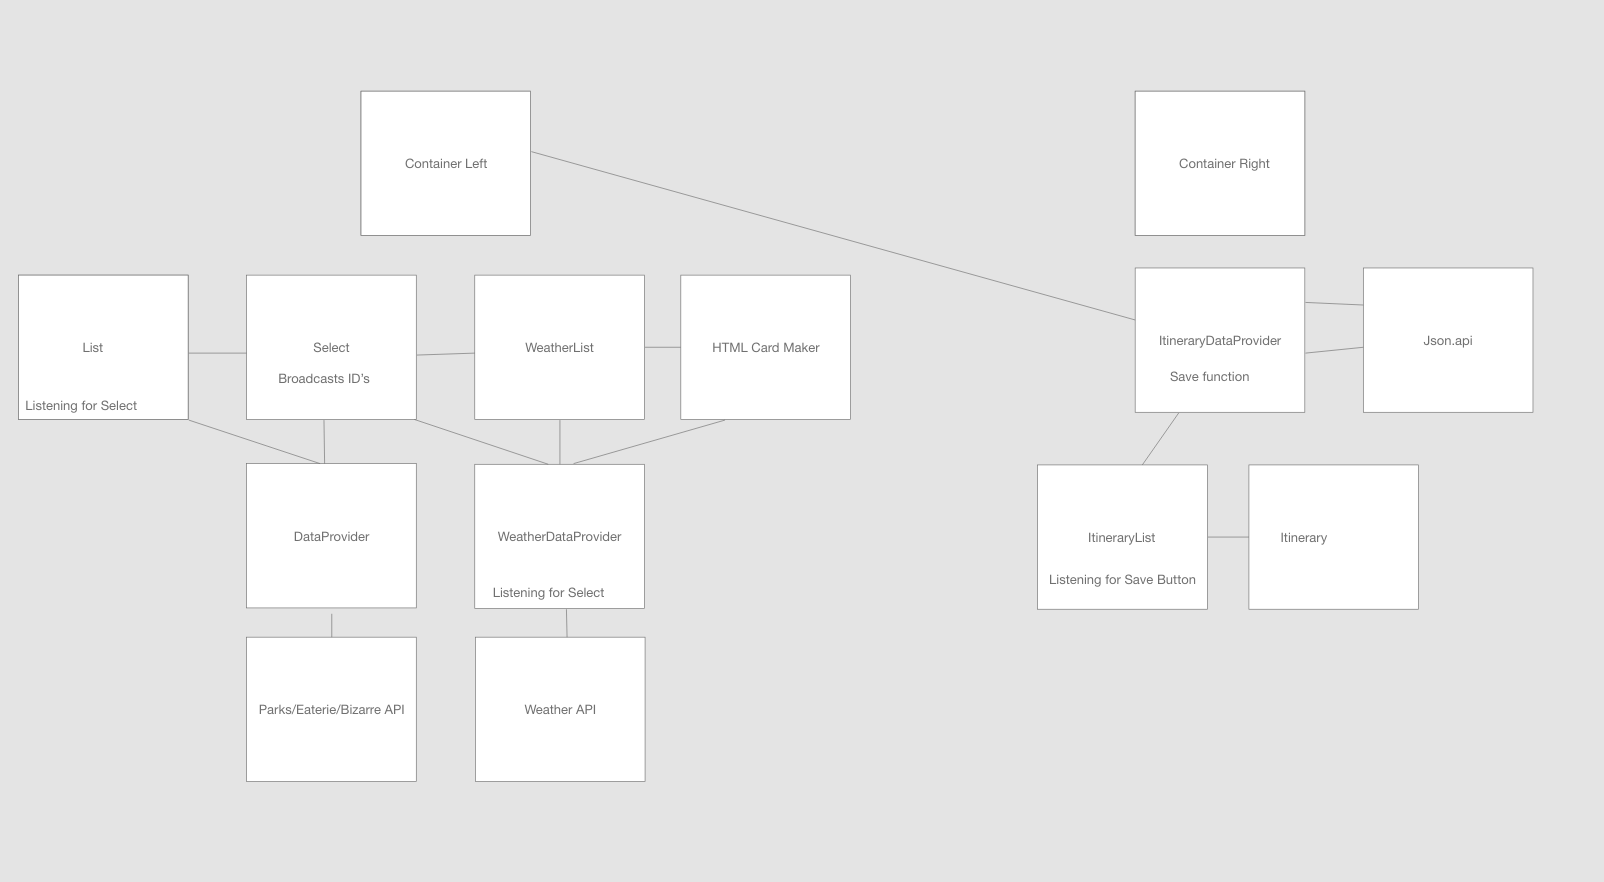 Container Left
Container Right
List
Listening for Select
Select
Broadcasts ID's
WeatherList
HTML Card Maker
ItineraryDataProvider
Save function
Json.api
DataProvider
WeatherDataProvider
Listening for Select
ItineraryList
Listening for Save Button
Itinerary
Parks/Eaterie/Bizarre API
Weather API